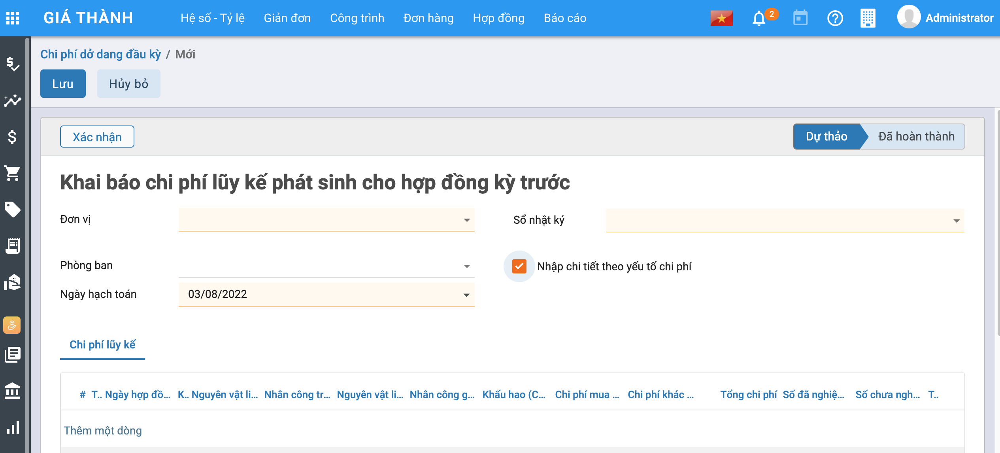 GIÁ THÀNH Hệ số - Tỷ lệ Giản đơn Công trình Đơn hàng Hợp đồng Báo cáo 2 Administrator
Chi phí dở dang đầu kỳ / Mới
Lưu Hủy bỏ
Xác nhận Dự thảo Đã hoàn thành
Khai báo chi phí lũy kế phát sinh cho hợp đồng kỳ trước
Đơn vị Sổ nhật ký
Phòng ban Nhập chi tiết theo yếu tố chi phí
Ngày hạch toán 03/08/2022
Chi phí lũy kế
# T... Ngày hợp đồ... K... Nguyên vật li... Nhân công tr... Nguyên vật li... Nhân công g... Khấu hao (C... Chi phí mua ... Chi phí khác ... Tổng chi phí Số đã nghiệ... Số chưa ngh... T...
Thêm một dòng